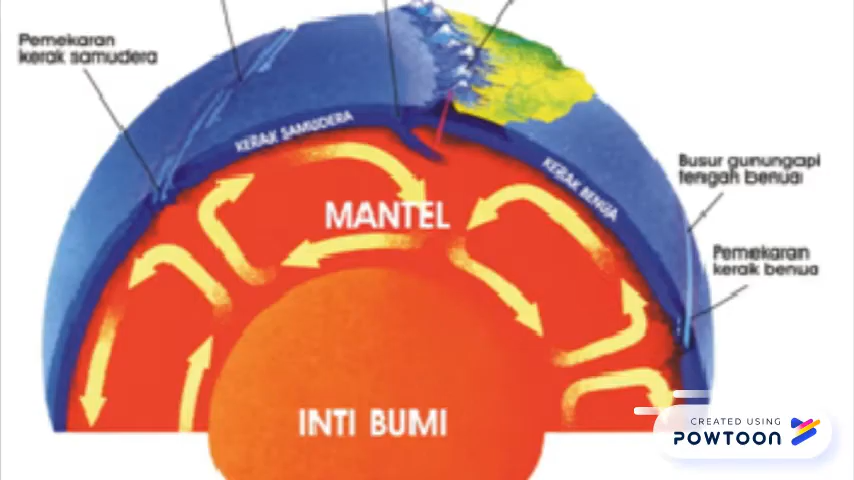 Pemekaran
kerak samudera
KERAK SAMUDERA
KERAK BENUA
Busur gunungapi
tengah benua
MANTEL
Pemekaran
kerak benua
INTI BUMI
CREATED USING
POWTOON